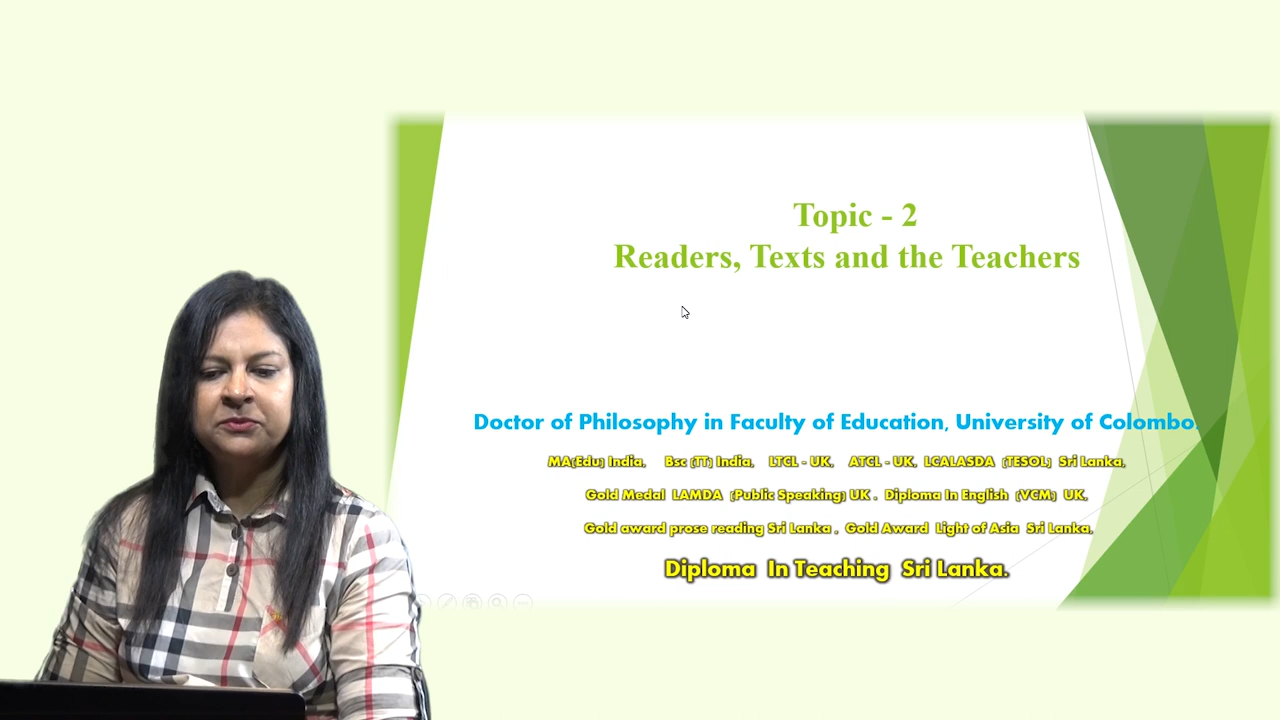 Topic - 2
Readers, Texts and the Teachers
Doctor of Philosophy in Faculty of Education, University of Colombo.
MA(Edu) India, Bsc (TT) India, LTCL - UK, ATCL - UK, LCALASDA (TESOL) Sri Lanka,
Gold Medal LAMDA (Public Speaking) UK . Diploma In English (VCM) UK.
Gold award prose reading Sri Lanka . Gold Award Light of Asia Sri Lanka.
Diploma In Teaching Sri Lanka.